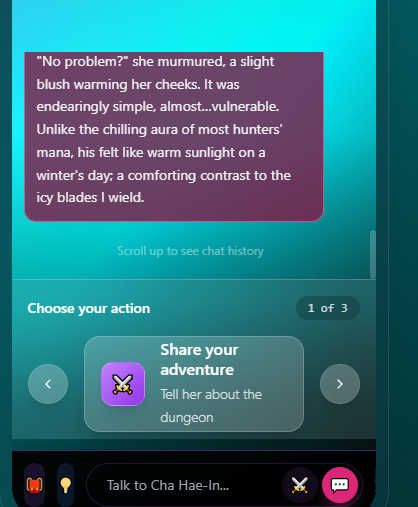 "No problem?" she murmured, a slight
blush warming her cheeks. It was
endearingly simple, almost...vulnerable.
Unlike the chilling aura of most hunters’
mana, his felt like warm sunlight on a
winter's day; a comforting contrast to the
icy blades I wield.
Scroll up to see chat history
Choose your action
1 of 3
Share your
adventure
Tell her about the
dungeon
Talk to Cha Hae-In...